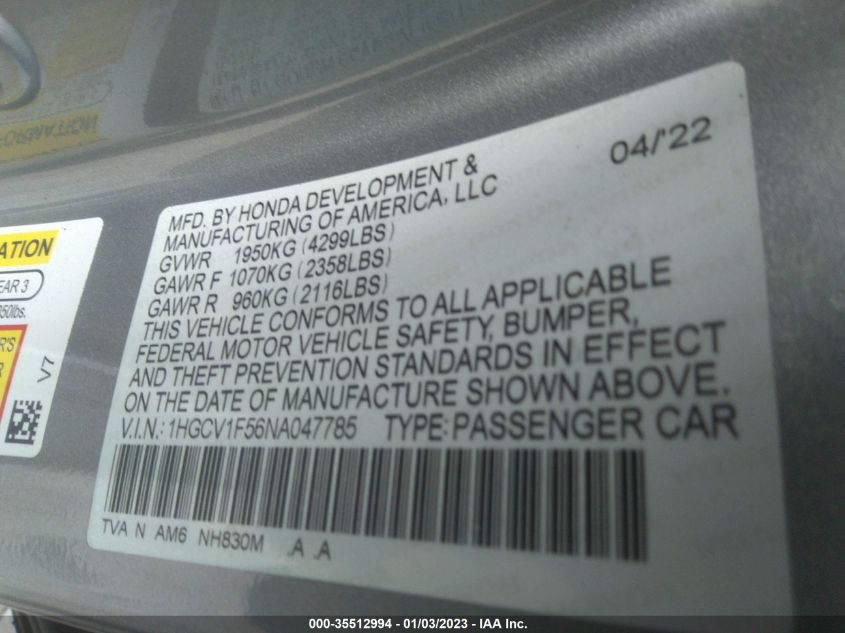 04/'22
MFD. BY HONDA DEVELOPMENT &
MANUFACTURING OF AMERICA, LLC
GVWR 1950KG (4299LBS)
GAWR F 1070KG (2358LBS)
GAWR R 960KG (2116LBS)
THIS VEHICLE CONFORMS TO ALL APPLICABLE
FEDERAL MOTOR VEHICLE SAFETY, BUMPER,
AND THEFT PREVENTION STANDARDS IN EFFECT
ON THE DATE OF MANUFACTURE SHOWN ABOVE.
V.I.N.: 1HGCV1F56NA047785 TYPE: PASSENGER CAR
TVA N AM6 NH830M .A .A
ATION
EAR 3
950lbs.
R'S
R
V7
000-35512994 - 01/03/2023 - IAA Inc.